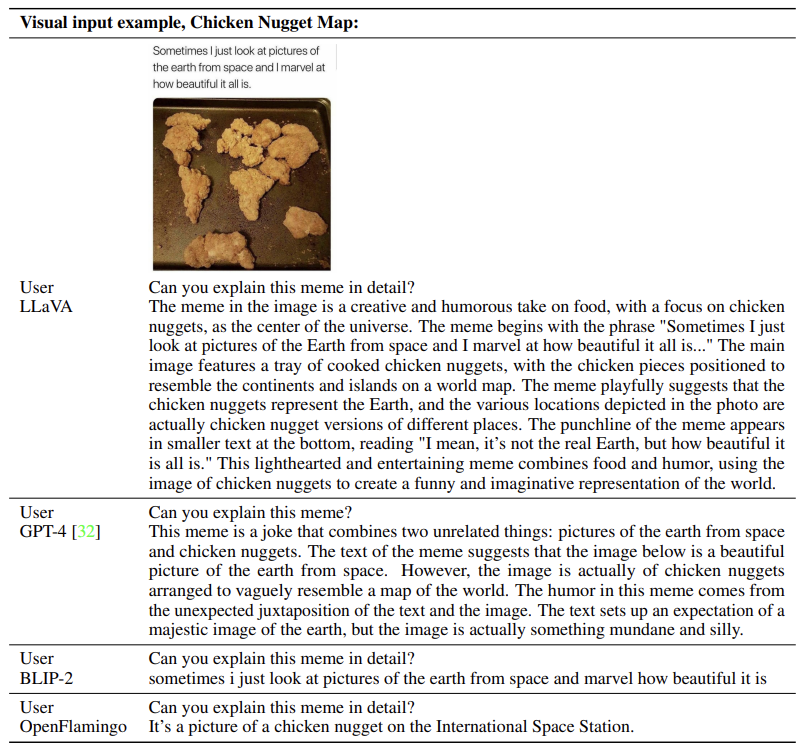 Visual input example, Chicken Nugget Map:
Sometimes I just look at pictures of
the earth from space and I marvel at
how beautiful it all is.
User Can you explain this meme in detail?
LLaVA The meme in the image is a creative and humorous take on food, with a focus on chicken
nuggets, as the center of the universe. The meme begins with the phrase "Sometimes I just
look at pictures of the Earth from space and I marvel at how beautiful it all is..." The main
image features a tray of cooked chicken nuggets, with the chicken pieces positioned to
resemble the continents and islands on a world map. The meme playfully suggests that the
chicken nuggets represent the Earth, and the various locations depicted in the photo are
actually chicken nugget versions of different places. The punchline of the meme appears
in smaller text at the bottom, reading "I mean, it's not the real Earth, but how beautiful it
is all is." This lighthearted and entertaining meme combines food and humor, using the
image of chicken nuggets to create a funny and imaginative representation of the world.
User Can you explain this meme?
GPT-4 [32] This meme is a joke that combines two unrelated things: pictures of the earth from space
and chicken nuggets. The text of the meme suggests that the image below is a beautiful
picture of the earth from space. However, the image is actually of chicken nuggets
arranged to vaguely resemble a map of the world. The humor in this meme comes from
the unexpected juxtaposition of the text and the image. The text sets up an expectation of a
majestic image of the earth, but the image is actually something mundane and silly.
User Can you explain this meme in detail?
BLIP-2 sometimes i just look at pictures of the earth from space and marvel how beautiful it is
User Can you explain this meme in detail?
OpenFlamingo It's a picture of a chicken nugget on the International Space Station.